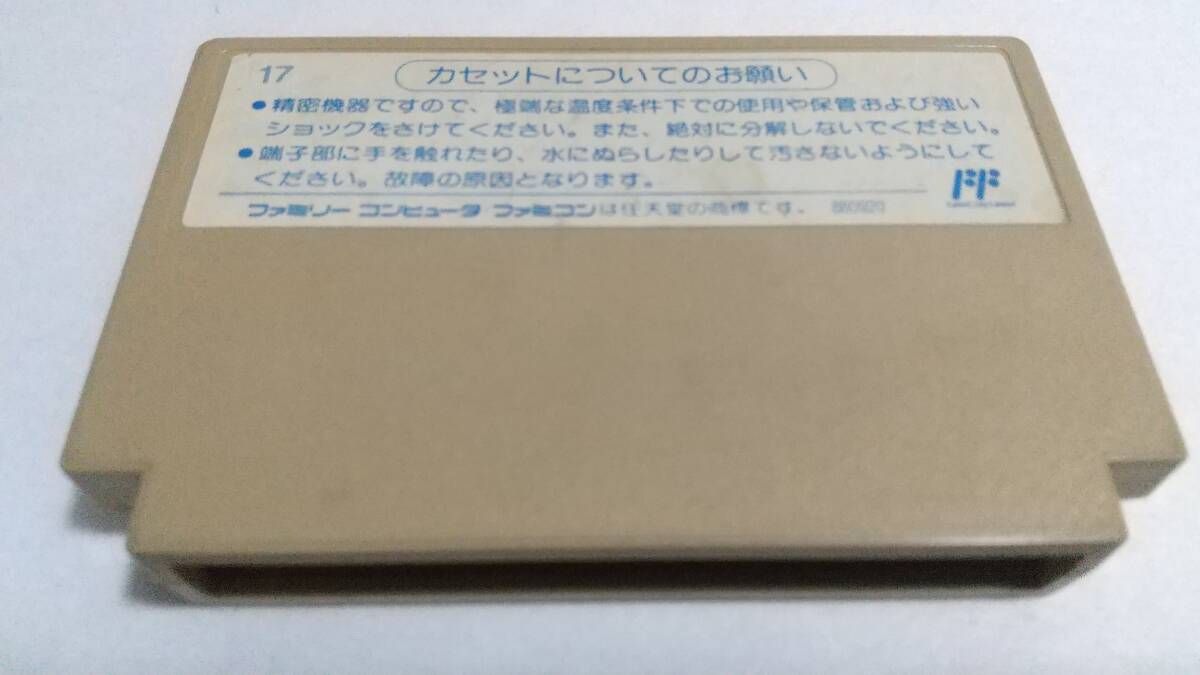 17 カセットについてのお願い
●精密機器ですので、極端な温度条件下での使用や保管および強い
ショックをさけてください。また、絶対に分解しないでください。
●端子部に手を触れたり、水にぬらしたりして汚さないようにして
ください。故障の原因となります。
ファミリー コンピュータ ファミコンは任天堂の商標です。